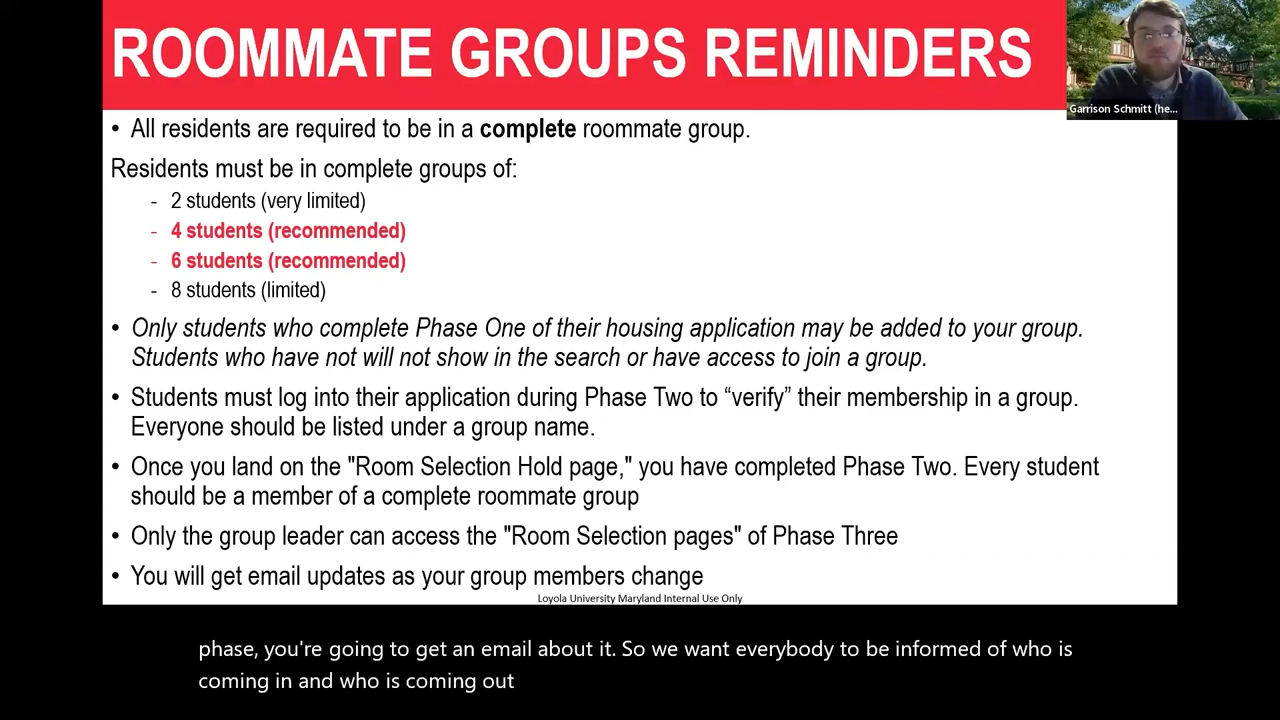 ROOMMATE GROUPS REMINDERS
Garrison Schmitt (he...
• All residents are required to be in a complete roommate group.
Residents must be in complete groups of:
- 2 students (very limited)
- 4 students (recommended)
- 6 students (recommended)
- 8 students (limited)
• Only students who complete Phase One of their housing application may be added to your group.
Students who have not will not show in the search or have access to join a group.
• Students must log into their application during Phase Two to “verify” their membership in a group.
Everyone should be listed under a group name.
• Once you land on the "Room Selection Hold page," you have completed Phase Two. Every student
should be a member of a complete roommate group
• Only the group leader can access the "Room Selection pages" of Phase Three
• You will get email updates as your group members change
Loyola University Maryland Internal Use Only
phase, you're going to get an email about it. So we want everybody to be informed of who is
coming in and who is coming out